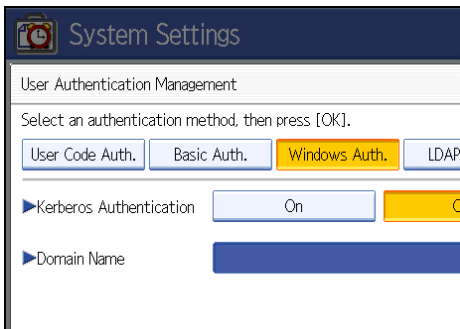 System Settings
User Authentication Management
Select an authentication method, then press [OK].
User Code Auth. Basic Auth. Windows Auth. LDAP
▶Kerberos Authentication On
▶Domain Name